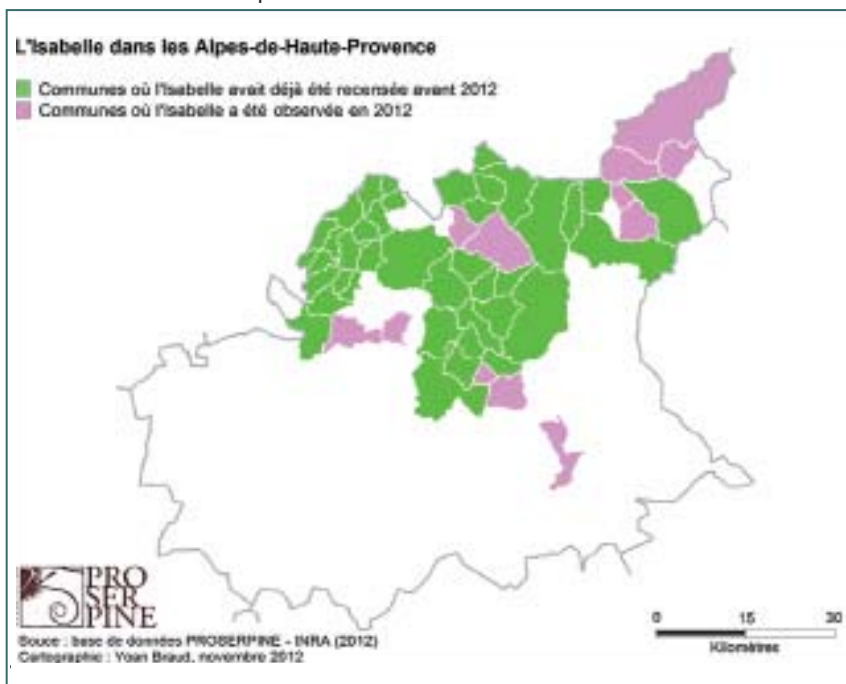 L'Isabelle dans les Alpes-de-Haute-Provence
Communes où l'Isabelle avait déjà été recensée avant 2012
Communes où l'Isabelle a été observée en 2012
PRO
SER
PINE
Souce : base de données PROSERPINE - INRA (2012)
Cartographie : Yoan Braud, novembre 2012
0 15 30
Kilomètres